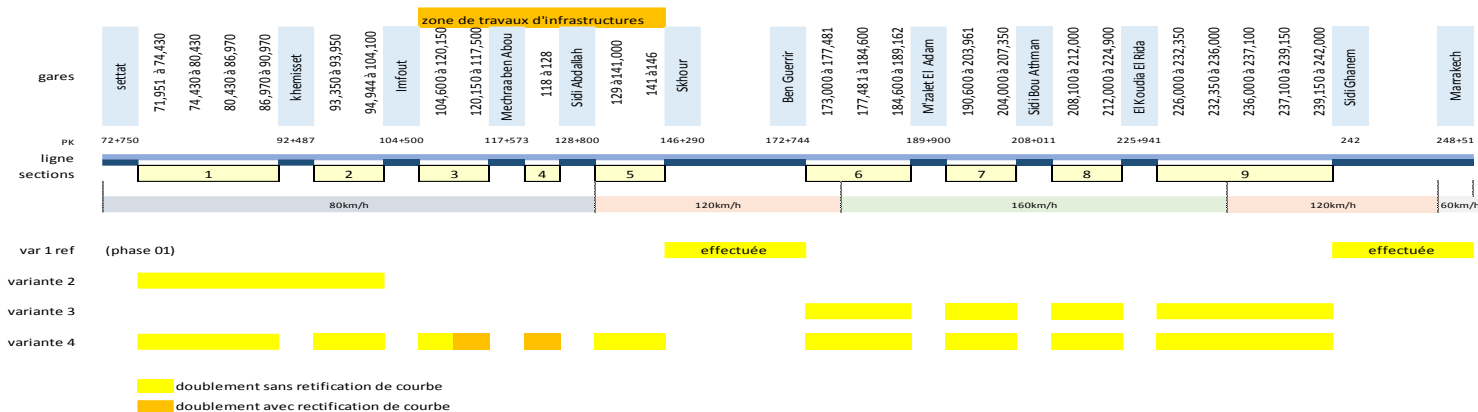 zone de travaux d'infrastructures
gares
settat
71,951 à 74,430
74,430 à 80,430
80,430 à 86,970
86,970 à 90,970
khemisset
93,350 à 93,950
94,944 à 104,100
Imfout
104,600 à 120,150
120,150 à 117,500
Mechraa ben Abou
118 à 128
Sidi Abdallah
129 à 141,000
141 à 146
Skhour
Ben Guerrir
173,000 à 177,481
177,481 à 184,600
184,600 à 189,162
M'zalet El Adam
190,600 à 203,961
204,000 à 207,350
Sidi Bou Athman
208,100 à 212,000
212,000 à 224,900
El Koudia El Rida
226,000 à 232,350
232,350 à 236,000
236,000 à 237,100
237,100 à 239,150
239,150 à 242,000
Sidi Ghanem
Marrakech
PK 72+750 92+487 104+500 117+573 128+800 146+290 172+744 189+900 208+011 225+941 242 248+51
ligne
sections 1 2 3 4 5 6 7 8 9
80km/h 120km/h 160km/h 120km/h 60km/h
var 1 ref (phase 01) effectuée effectuée
variante 2
variante 3
variante 4
doublement sans retification de courbe
doublement avec rectification de courbe